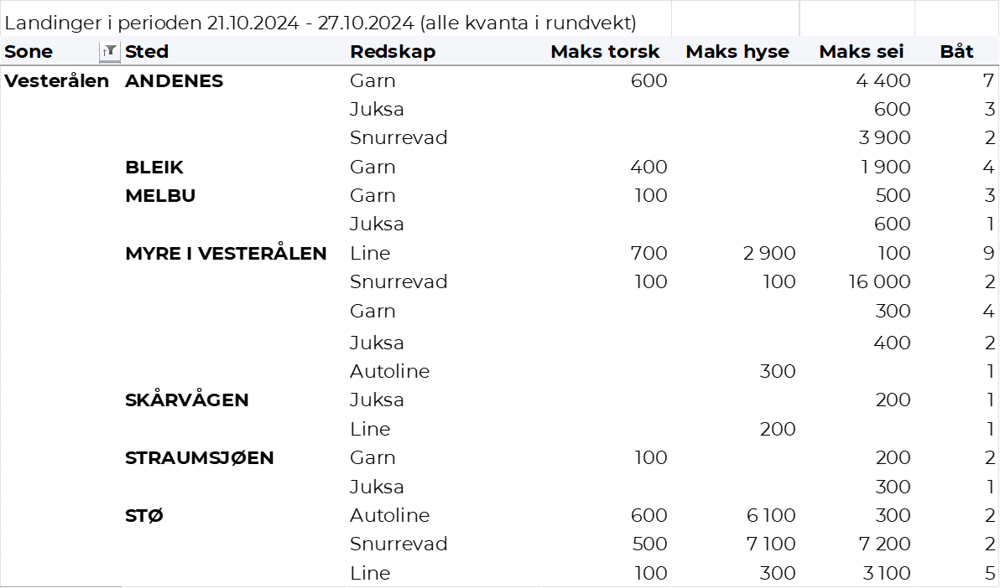 Landinger i perioden 21.10.2024 - 27.10.2024 (alle kvanta i rundvekt)
Sone Sted Redskap Maks torsk Maks hyse Maks sei Båt
Vesterålen ANDENES Garn 600 4 400 7
Juksa 600 3
Snurrevad 3 900 2
BLEIK Garn 400 1 900 4
MELBU Garn 100 500 3
Juksa 600 1
MYRE I VESTERÅLEN Line 700 2 900 100 9
Snurrevad 100 100 16 000 2
Garn 300 4
Juksa 400 2
Autoline 300 1
SKÅRVÅGEN Juksa 200 1
Line 200 1
STRAUMSJØEN Garn 100 200 2
Juksa 300 1
STØ Autoline 600 6 100 300 2
Snurrevad 500 7 100 7 200 2
Line 100 300 3 100 5